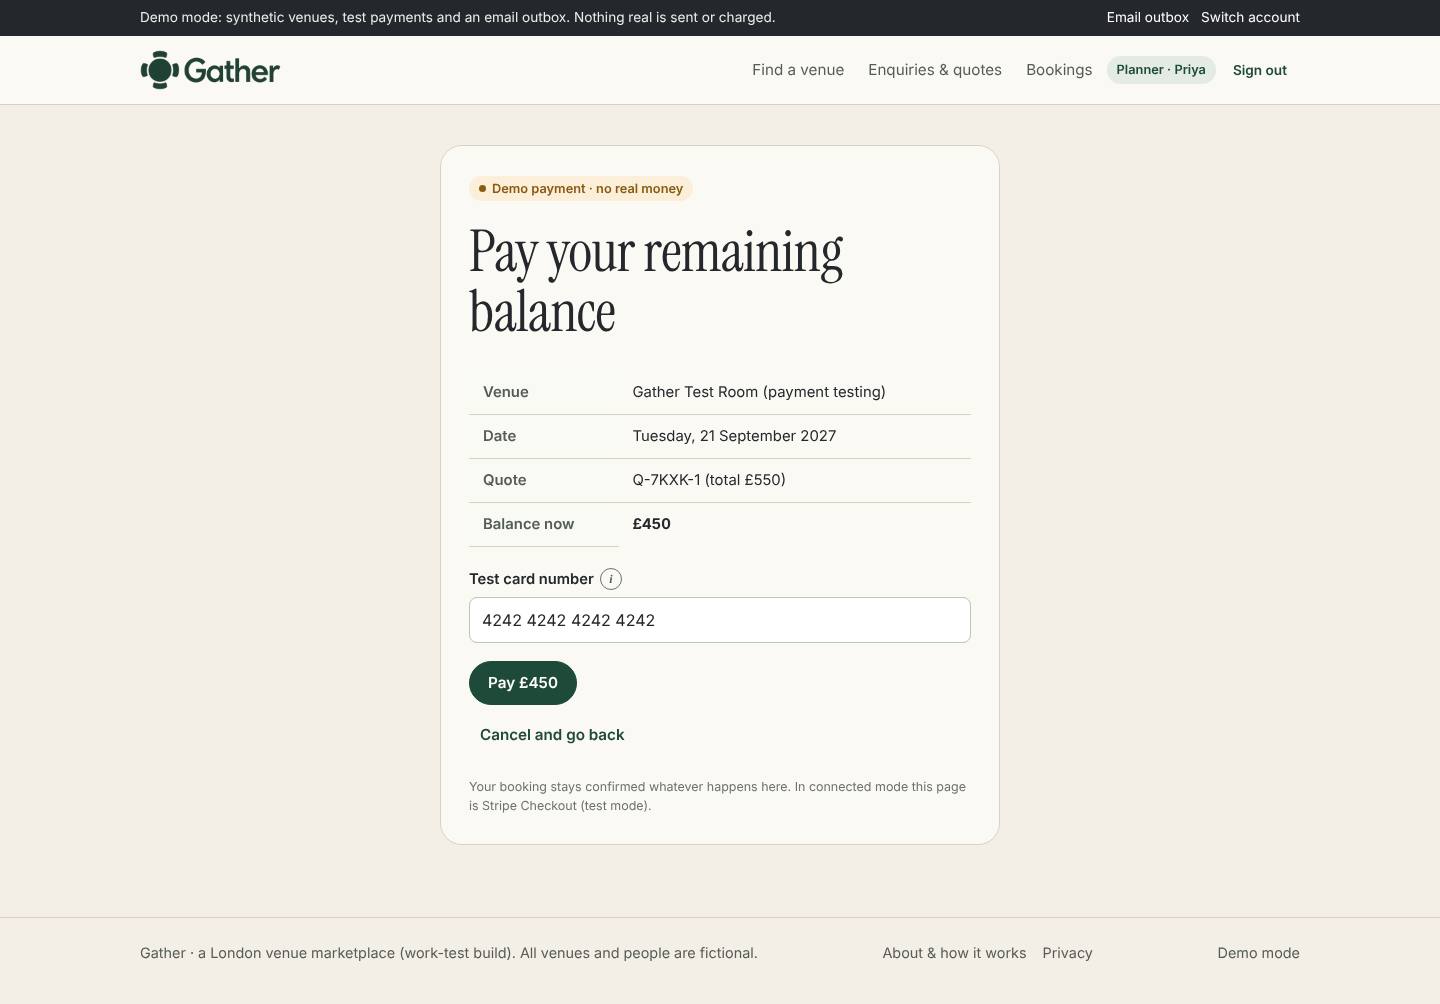 Demo mode: synthetic venues, test payments and an email outbox. Nothing real is sent or charged.
Email outbox
Switch account
Gather
Find a venue
Enquiries & quotes
Bookings
Planner · Priya
Sign out
Demo payment · no real money
Pay your remaining
balance
Venue
Gather Test Room (payment testing)
Date
Tuesday, 21 September 2027
Quote
Q-7KXK-1 (total £550)
Balance now
£450
Test card number
i
4242 4242 4242 4242
Pay £450
Cancel and go back
Your booking stays confirmed whatever happens here. In connected mode this page
is Stripe Checkout (test mode).
Gather · a London venue marketplace (work-test build). All venues and people are fictional.
About & how it works
Privacy
Demo mode